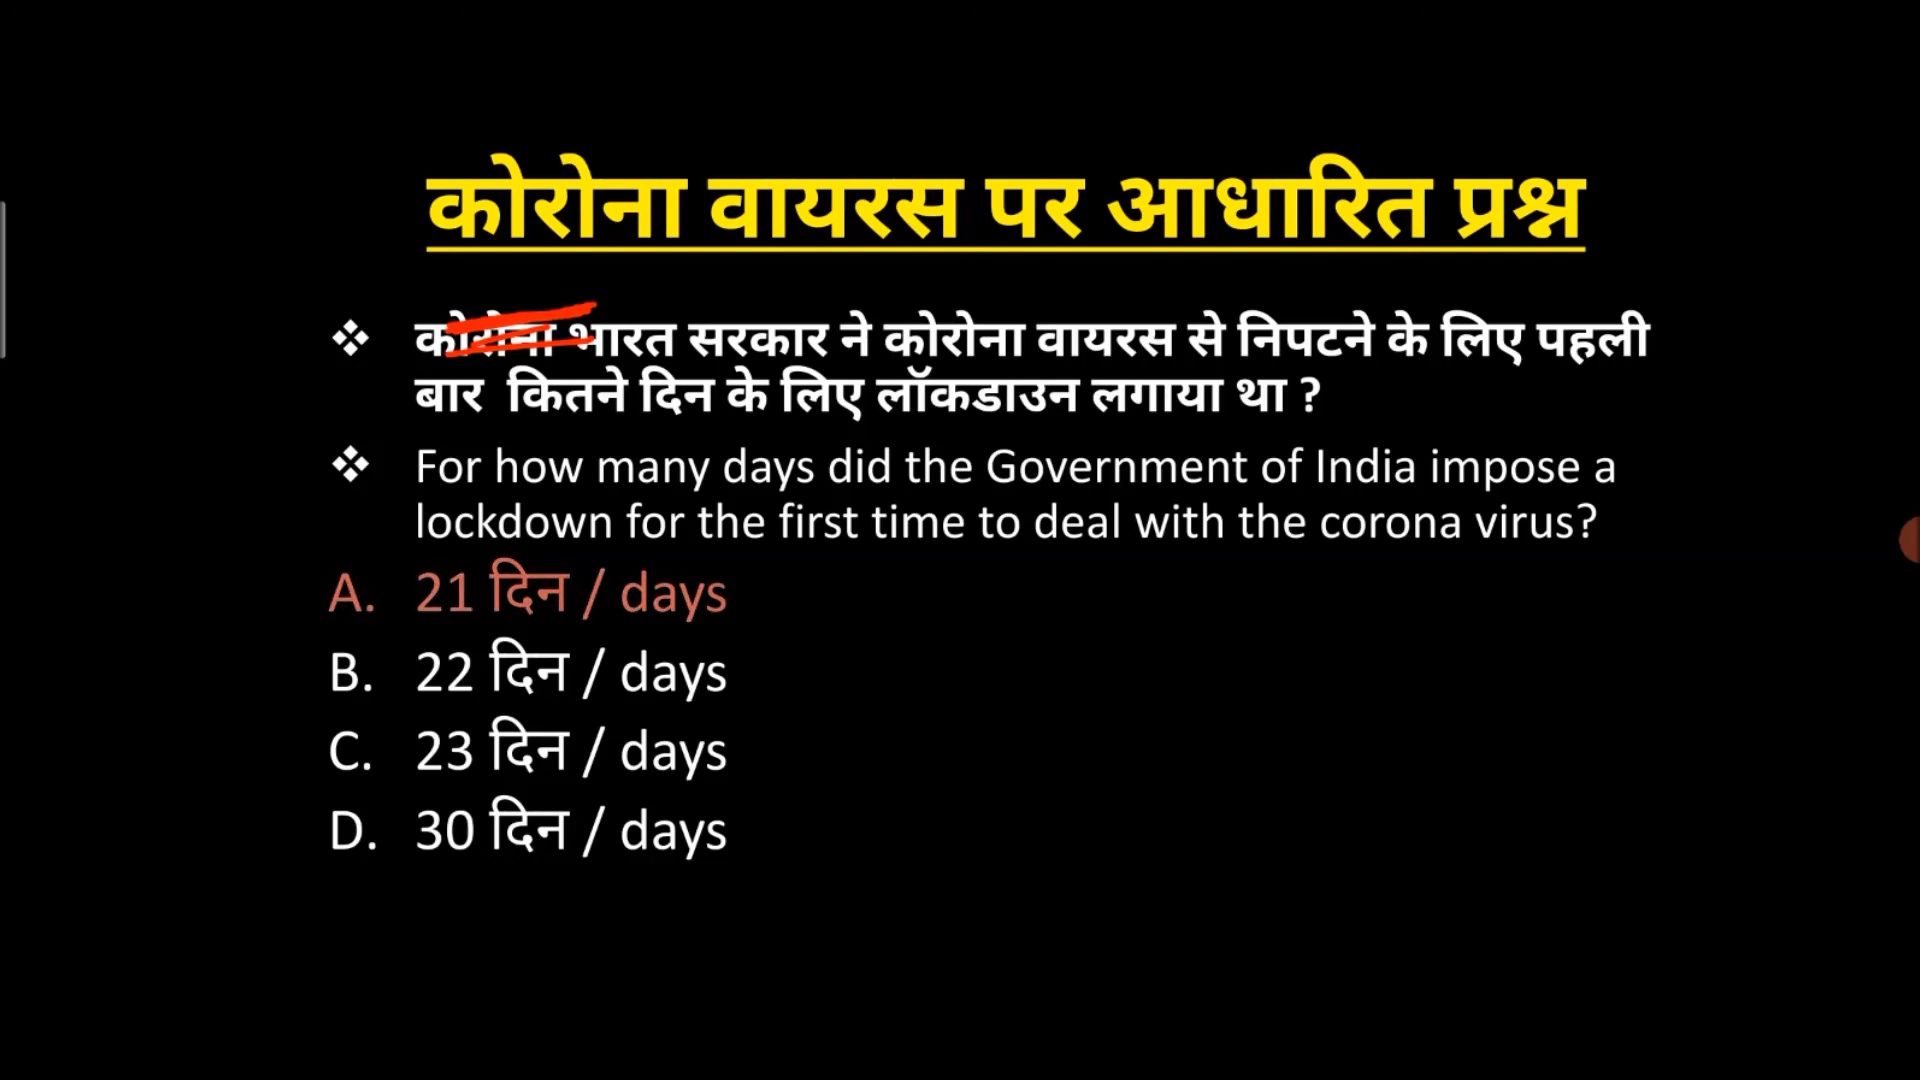 कोरोना वायरस पर आधारित प्रश्न
❖ कोरोना भारत सरकार ने कोरोना वायरस से निपटने के लिए पहली
बार कितने दिन के लिए लॉकडाउन लगाया था ?
❖ For how many days did the Government of India impose a
lockdown for the first time to deal with the corona virus?
A. 21 दिन / days
B. 22 दिन / days
C. 23 दिन / days
D. 30 दिन / days